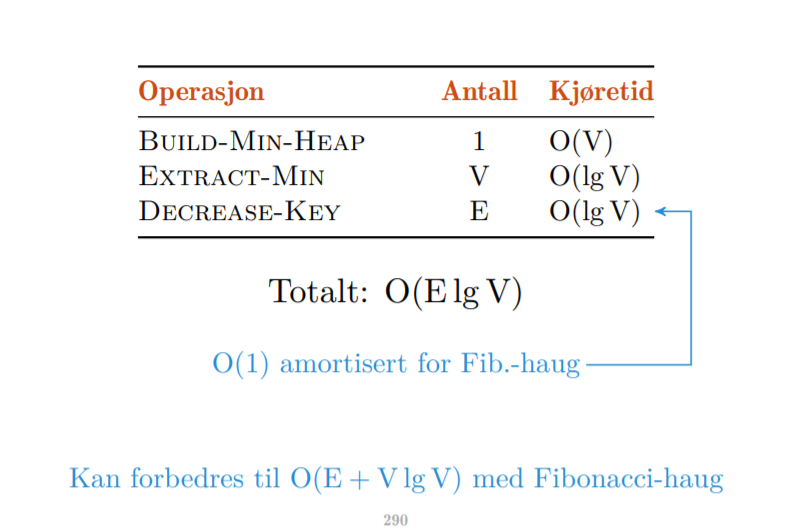 Operasjon Antall Kjøretid
BUILD-MIN-HEAP 1 O(V)
EXTRACT-MIN V O(lg V)
DECREASE-KEY E O(lg V)
Totalt: O(E lg V)
O(1) amortisert for Fib.-haug
Kan forbedres til O(E + V lg V) med Fibonacci-haug
290